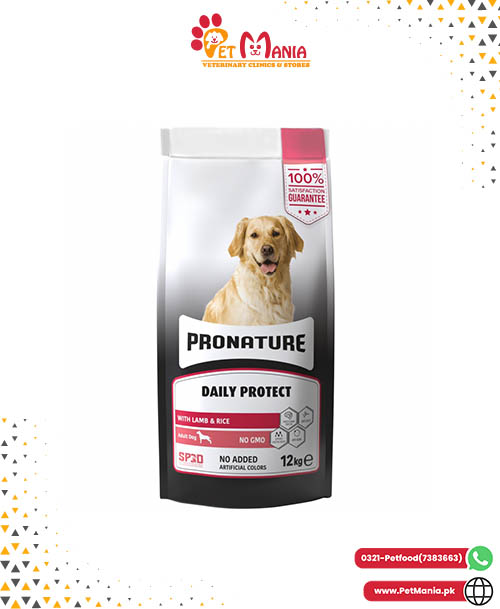 PET MANIA
VETERINARY CLINICS & STORES
100%
SATISFACTION
GUARANTEE
PRONATURE
DAILY PROTECT
WITH LAMB & RICE
Adult Dog
NO GMO
NO ADDED
ARTIFICIAL COLORS
12kg℮
0321-Petfood(7383663)
www.PetMania.pk